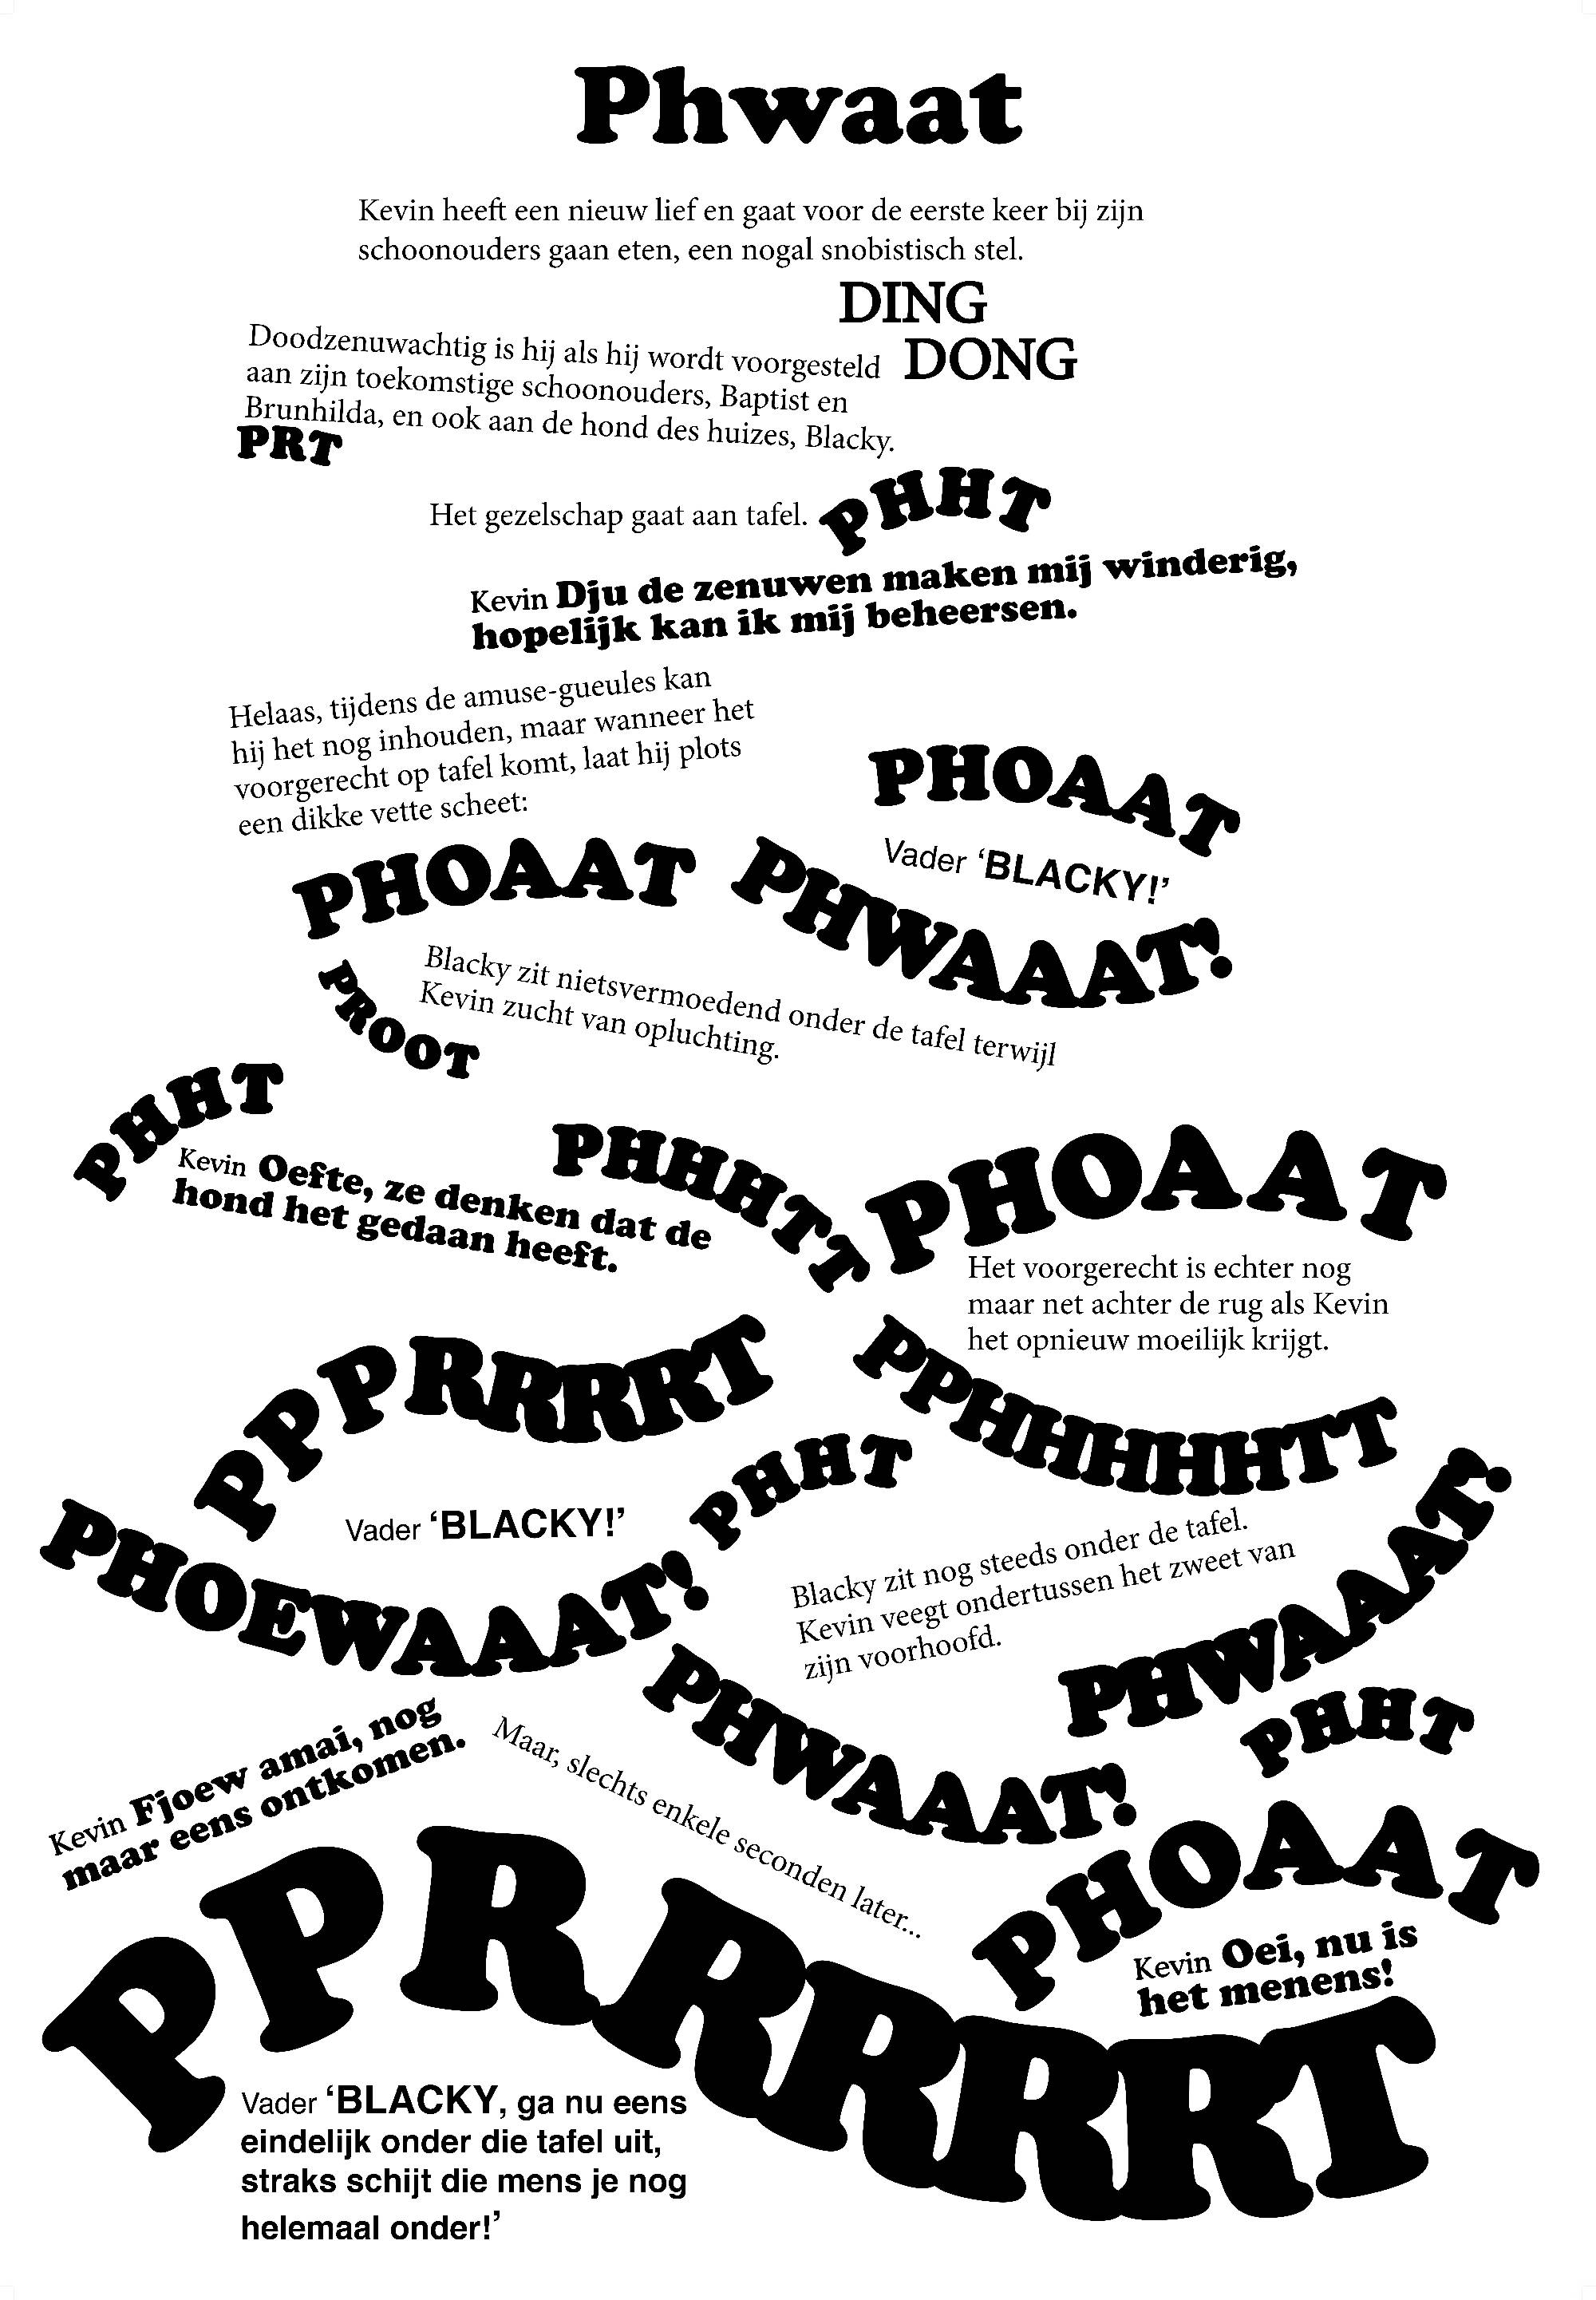 Phwaat
Kevin heeft een nieuw lief en gaat voor de eerste keer bij zijn
schoonouders gaan eten, een nogal snobistisch stel.
DING
DONG
Doodzenuwachtig is hij als hij wordt voorgesteld
aan zijn toekomstige schoonouders, Baptist en
Brunhilda, en ook aan de hond des huizes, Blacky.
PRT
Het gezelschap gaat aan tafel.
PHHT
Kevin Dju de zenuwen maken mij winderig,
hopelijk kan ik mij beheersen.
Helaas, tijdens de amuse-gueules kan
hij het nog inhouden, maar wanneer het
voorgerecht op tafel komt, laat hij plots
een dikke vette scheet:
PHOAAT
PHOAAT
PHWAAAT!
Vader ‘BLACKY!’
Blacky zit nietsvermoedend onder de tafel terwijl
Kevin zucht van opluchting.
PROOT
PHHT
Kevin Oefte, ze denken dat de
hond het gedaan heeft.
PHHHTT
PHOAAT
Het voorgerecht is echter nog
maar net achter de rug als Kevin
het opnieuw moeilijk krijgt.
PPPRRRRT
PPHHHHHTT
Vader ‘BLACKY!’
PHHT
PHOEWAAAT!
Blacky zit nog steeds onder de tafel.
Kevin veegt ondertussen het zweet van
zijn voorhoofd.
PHWAAAT!
PHWAAAT!
PHHT
Kevin Fjoew amai, nog
maar eens ontkomen.
Maar, slechts enkele seconden later...
PHOAAT
Kevin Oei, nu is
het menens!
PPRRRRRT
Vader ‘BLACKY, ga nu eens
eindelijk onder die tafel uit,
straks schijt die mens je nog
helemaal onder!’